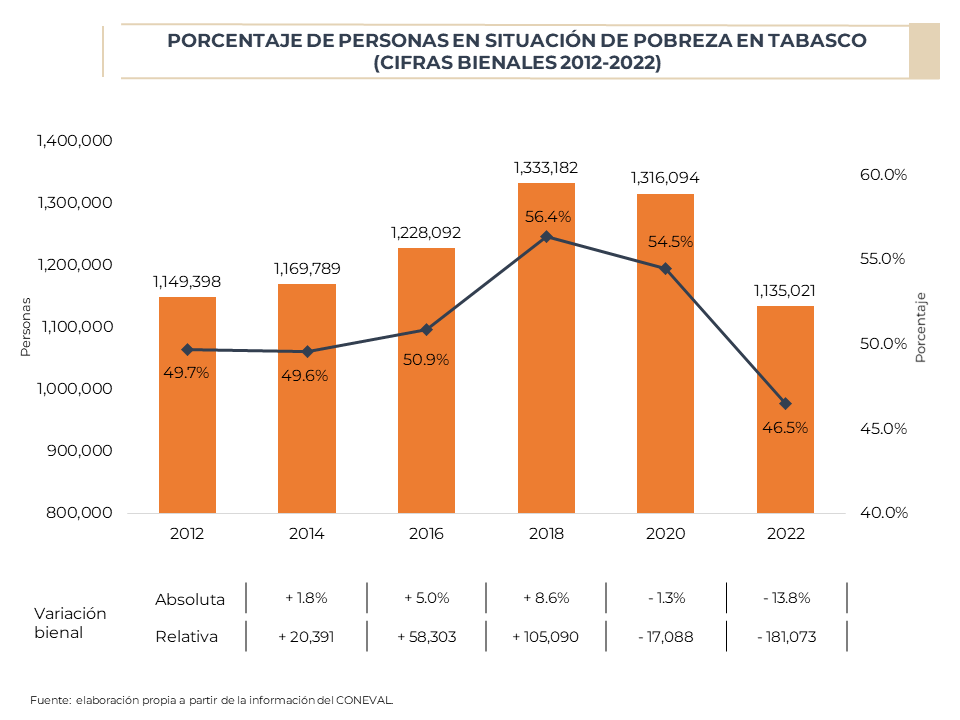 PORCENTAJE DE PERSONAS EN SITUACIÓN DE POBREZA EN TABASCO
(CIFRAS BIENALES 2012-2022)
1,400,000
1,300,000
1,200,000
1,100,000
1,000,000
900,000
800,000
Personas
1,149,398
1,169,789
1,228,092
1,333,182
1,316,094
1,135,021
49.7%
49.6%
50.9%
56.4%
54.5%
46.5%
60.0%
55.0%
50.0%
45.0%
40.0%
Porcentaje
2012 2014 2016 2018 2020 2022
Variación
bienal
Absoluta + 1.8% + 5.0% + 8.6% - 1.3% - 13.8%
Relativa + 20,391 + 58,303 + 105,090 - 17,088 - 181,073
Fuente: elaboración propia a partir de la información del CONEVAL.